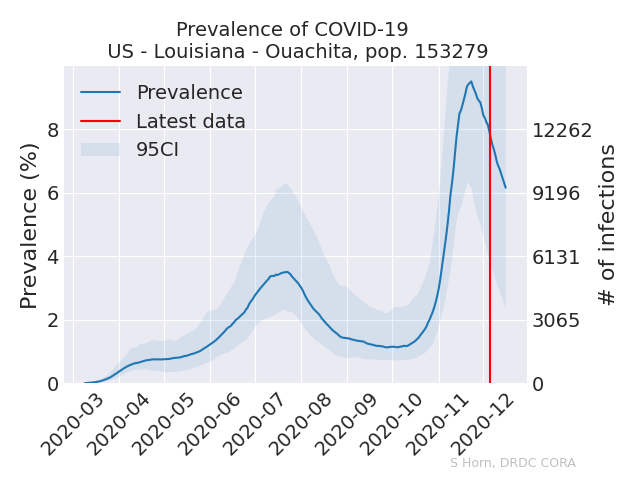 Prevalence of COVID-19
US - Louisiana - Ouachita, pop. 153279
Prevalence
Latest data
95CI
Prevalence (%)
8
6
4
2
0
12262
9196
6131
3065
0
# of infections
2020-03
2020-04
2020-05
2020-06
2020-07
2020-08
2020-09
2020-10
2020-11
2020-12
S Horn, DRDC CORA